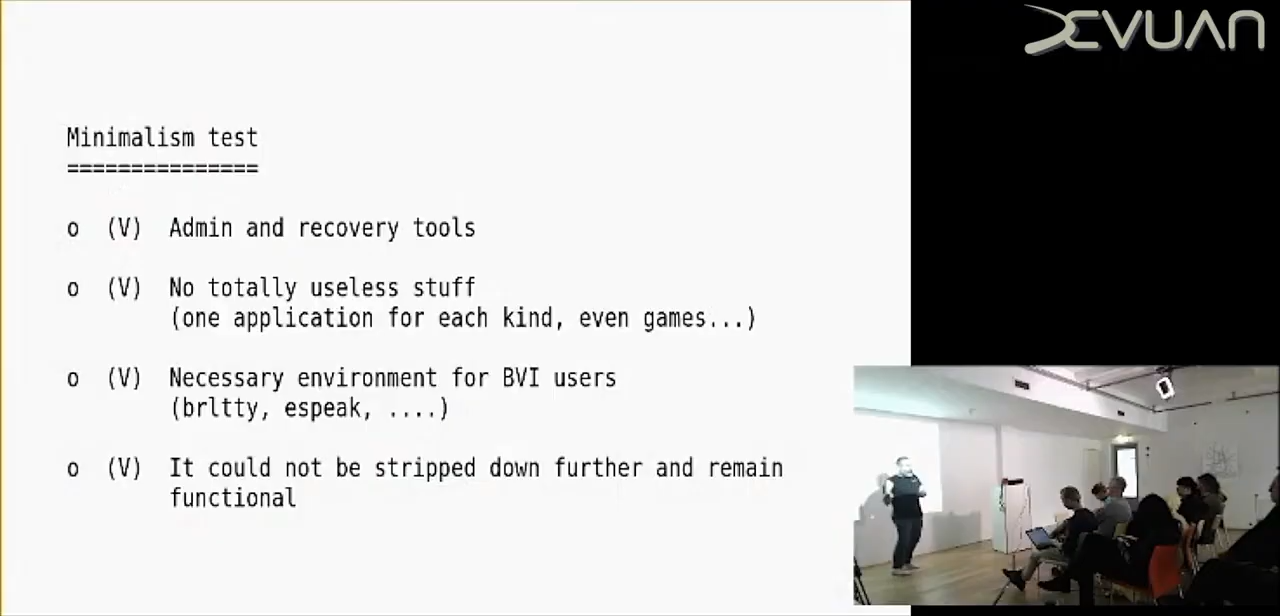 DEVUAN
Minimalism test
===============
o (V) Admin and recovery tools
o (V) No totally useless stuff
(one application for each kind, even games...)
o (V) Necessary environment for BVI users
(brltty, espeak, ....)
o (V) It could not be stripped down further and remain
functional